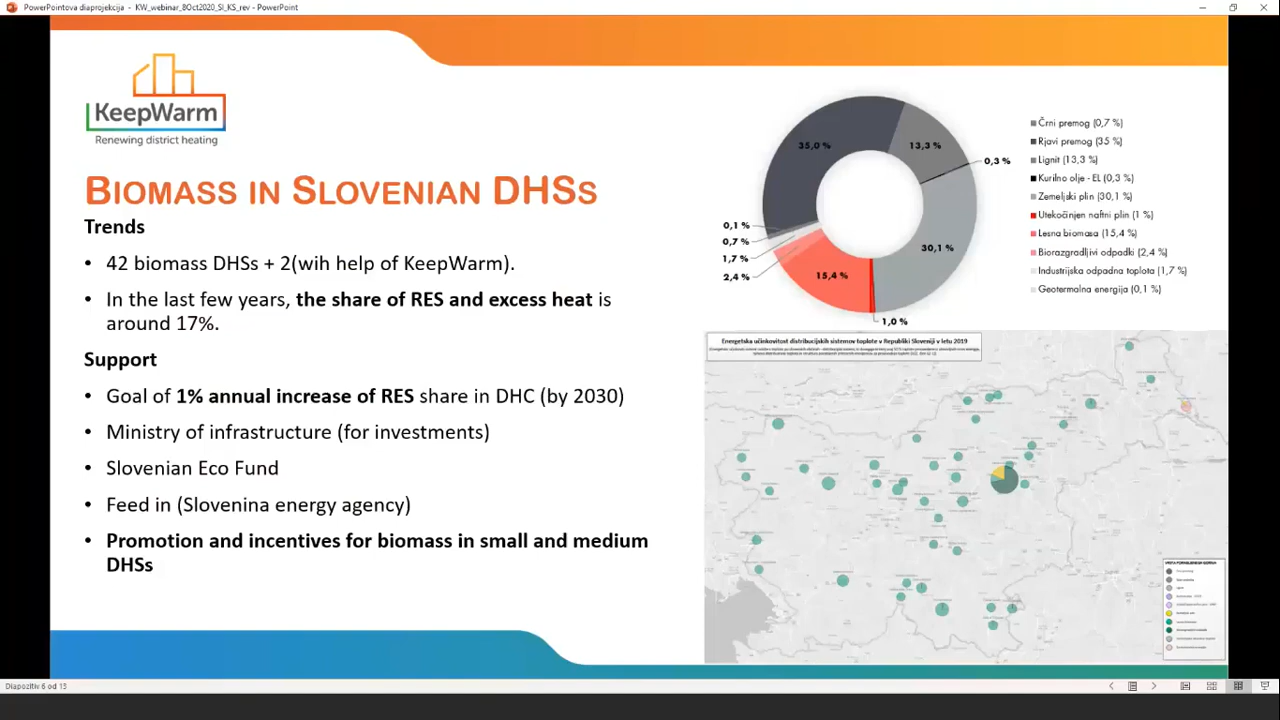 PowerPointova diaprojekcija - KW_webinar_8Oct2020_SI_KS_rev - PowerPoint
KeepWarm
Renewing district heating
BIOMASS IN SLOVENIAN DHSS
Trends
• 42 biomass DHSs + 2(wih help of KeepWarm).
• In the last few years, the share of RES and excess heat is
around 17%.
Support
• Goal of 1% annual increase of RES share in DHC (by 2030)
• Ministry of infrastructure (for investments)
• Slovenian Eco Fund
• Feed in (Slovenina energy agency)
• Promotion and incentives for biomass in small and medium
DHSs
35,0 %
13,3 %
0,3 %
30,1 %
1,0 %
15,4 %
2,4 %
1,7 %
0,7 %
0,1 %
Črni premog (0,7 %)
Rjavi premog (35 %)
Lignit (13,3 %)
Kurilno olje - EL (0,3 %)
Zemeljski plin (30,1 %)
Utekočinjen naftni plin (1 %)
Lesna biomasa (15,4 %)
Biorazgradljivi odpadki (2,4 %)
Industrijska odpadna toplota (1,7 %)
Geotermalna energija (0,1 %)
Energetska učinkovitost distribucijskih sistemov toplote v Republiki Sloveniji v letu 2019
Diapozitiv 6 od 15